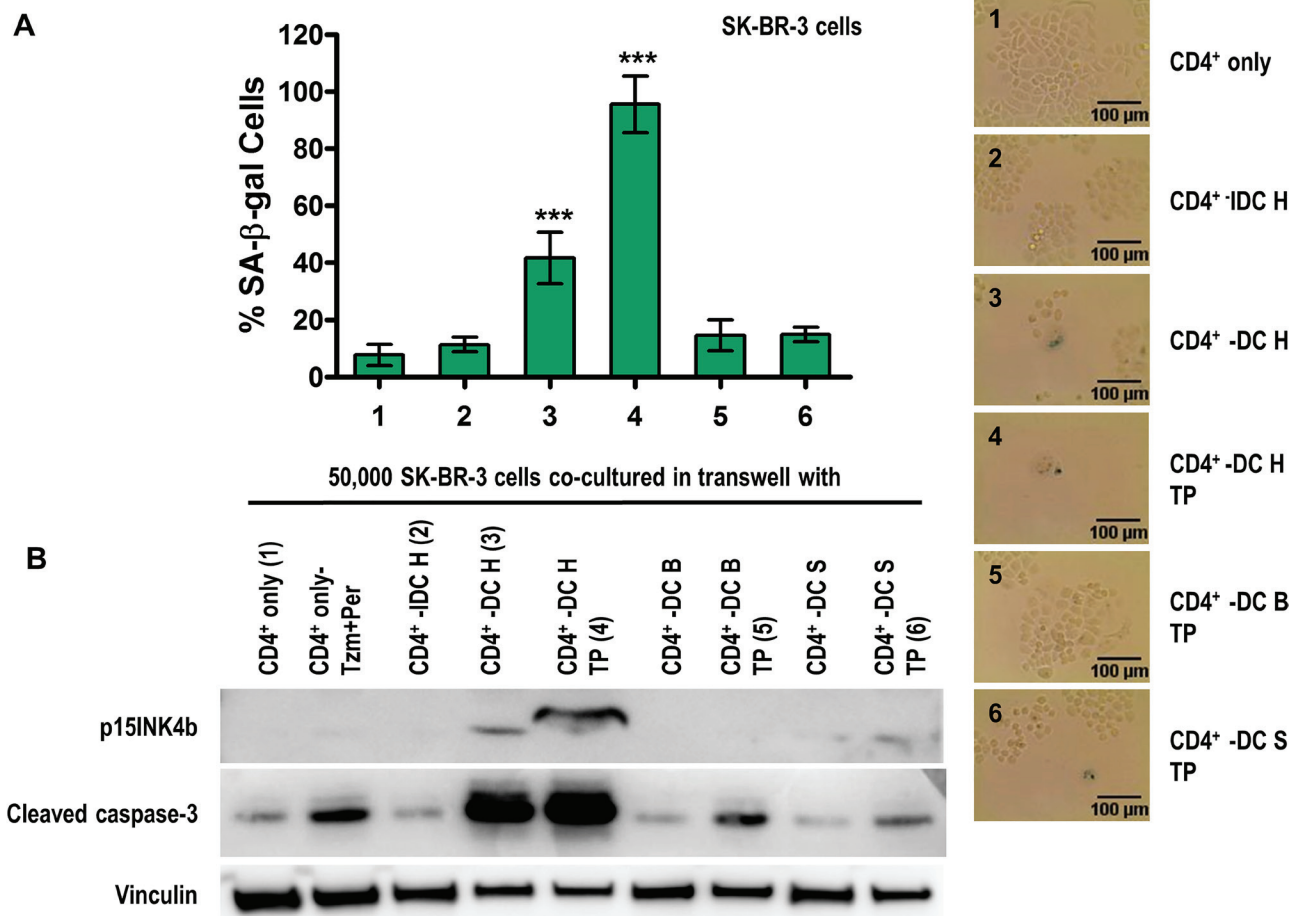 A
SK-BR-3 cells
% SA-β-gal Cells
120
100
80
60
40
20
0
***
***
1
2
3
4
5
6
50,000 SK-BR-3 cells co-cultured in transwell with
1
100 µm
CD4⁺ only
2
100 µm
CD4⁺ -IDC H
3
100 µm
CD4⁺ -DC H
4
100 µm
CD4⁺ -DC H
TP
5
100 µm
CD4⁺ -DC B
TP
6
100 µm
CD4⁺ -DC S
TP
B
CD4⁺ only (1)
CD4⁺ only-
Tzm+Per
CD4⁺ -IDC H (2)
CD4⁺ -DC H (3)
CD4⁺ -DC H
TP (4)
CD4⁺ -DC B
CD4⁺ -DC B
TP (5)
CD4⁺ -DC S
CD4⁺ -DC S
TP (6)
p15INK4b
Cleaved caspase-3
Vinculin